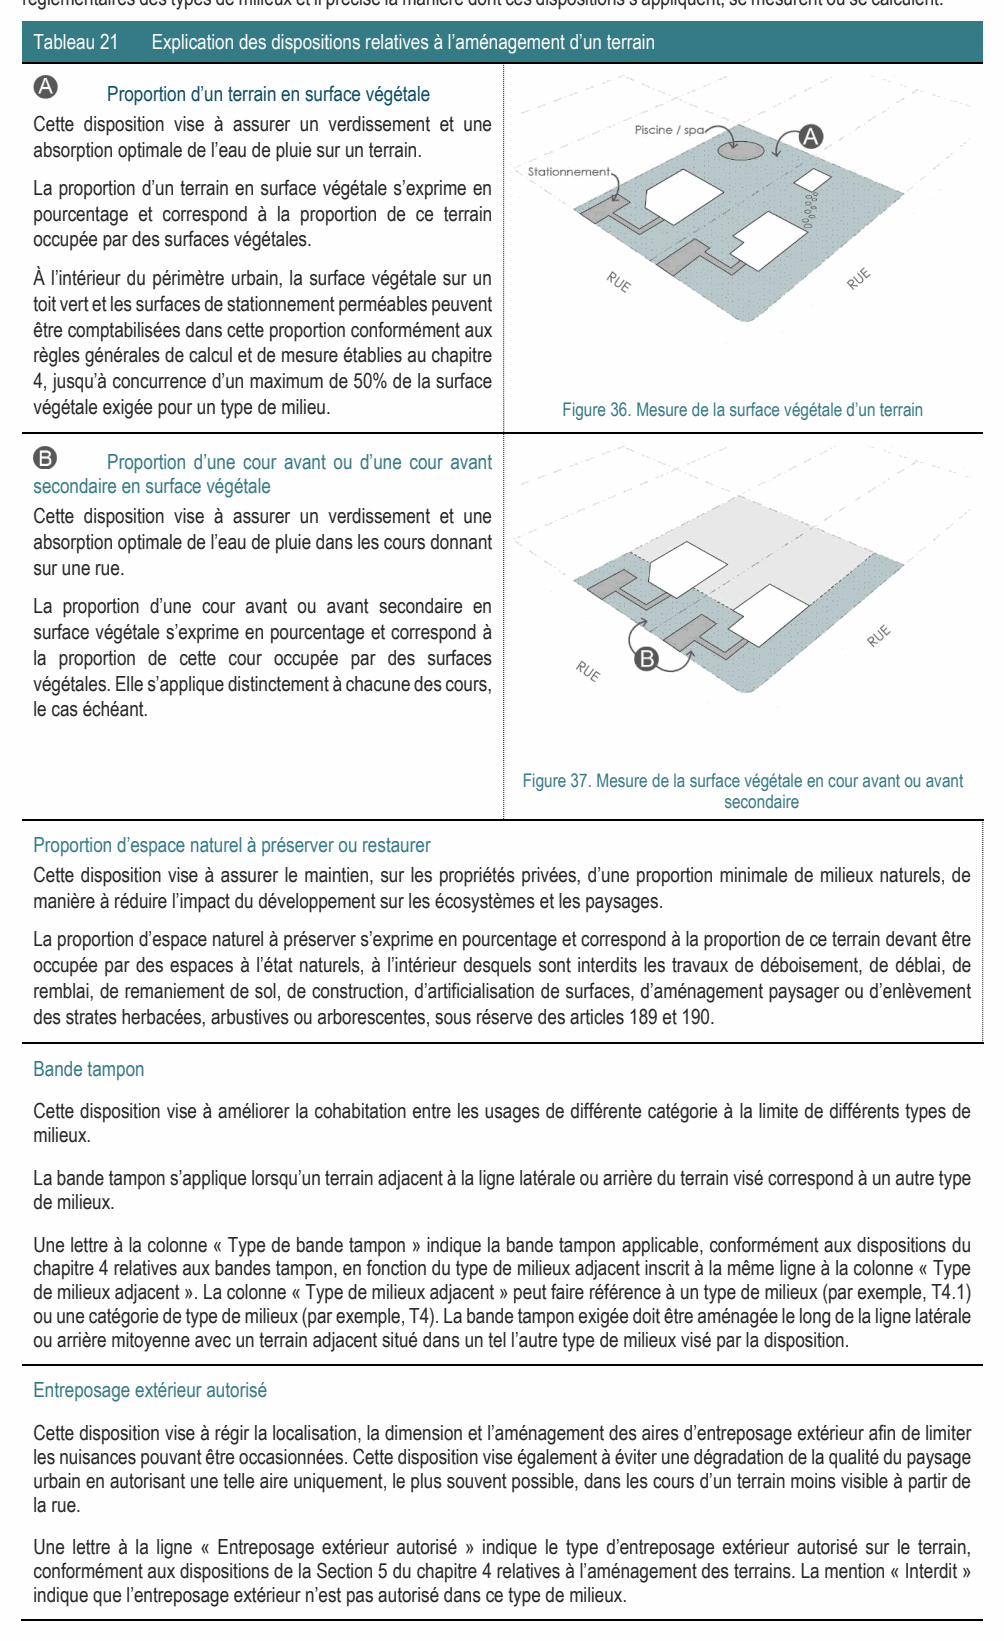 réglementaires des types de milieux et il précise la manière dont ces dispositions s'appliquent, se mesurent ou se calculent.
Tableau 21 Explication des dispositions relatives à l'aménagement d'un terrain
A Proportion d'un terrain en surface végétale
Cette disposition vise à assurer un verdissement et une
absorption optimale de l'eau de pluie sur un terrain.
La proportion d'un terrain en surface végétale s'exprime en
pourcentage et correspond à la proportion de ce terrain
occupée par des surfaces végétales.
À l'intérieur du périmètre urbain, la surface végétale sur un
toit vert et les surfaces de stationnement perméables peuvent
être comptabilisées dans cette proportion conformément aux
règles générales de calcul et de mesure établies au chapitre
4, jusqu'à concurrence d'un maximum de 50% de la surface
végétale exigée pour un type de milieu.
Piscine / spa
A
Stationnement
RUE
RUE
Figure 36. Mesure de la surface végétale d'un terrain
B Proportion d'une cour avant ou d'une cour avant
secondaire en surface végétale
Cette disposition vise à assurer un verdissement et une
absorption optimale de l'eau de pluie dans les cours donnant
sur une rue.
La proportion d'une cour avant ou avant secondaire en
surface végétale s'exprime en pourcentage et correspond à
la proportion de cette cour occupée par des surfaces
végétales. Elle s'applique distinctement à chacune des cours,
le cas échéant.
B
RUE
RUE
Figure 37. Mesure de la surface végétale en cour avant ou avant
secondaire
Proportion d'espace naturel à préserver ou restaurer
Cette disposition vise à assurer le maintien, sur les propriétés privées, d'une proportion minimale de milieux naturels, de
manière à réduire l'impact du développement sur les écosystèmes et les paysages.
La proportion d'espace naturel à préserver s'exprime en pourcentage et correspond à la proportion de ce terrain devant être
occupée par des espaces à l'état naturels, à l'intérieur desquels sont interdits les travaux de déboisement, de déblai, de
remblai, de remaniement de sol, de construction, d'artificialisation de surfaces, d'aménagement paysager ou d'enlèvement
des strates herbacées, arbustives ou arborescentes, sous réserve des articles 189 et 190.
Bande tampon
Cette disposition vise à améliorer la cohabitation entre les usages de différente catégorie à la limite de différents types de
milieux.
La bande tampon s'applique lorsqu'un terrain adjacent à la ligne latérale ou arrière du terrain visé correspond à un autre type
de milieux.
Une lettre à la colonne « Type de bande tampon » indique la bande tampon applicable, conformément aux dispositions du
chapitre 4 relatives aux bandes tampon, en fonction du type de milieux adjacent inscrit à la même ligne à la colonne « Type
de milieux adjacent ». La colonne « Type de milieux adjacent » peut faire référence à un type de milieux (par exemple, T4.1)
ou une catégorie de type de milieux (par exemple, T4). La bande tampon exigée doit être aménagée le long de la ligne latérale
ou arrière mitoyenne avec un terrain adjacent situé dans un tel l'autre type de milieux visé par la disposition.
Entreposage extérieur autorisé
Cette disposition vise à régir la localisation, la dimension et l'aménagement des aires d'entreposage extérieur afin de limiter
les nuisances pouvant être occasionnées. Cette disposition vise également à éviter une dégradation de la qualité du paysage
urbain en autorisant une telle aire uniquement, le plus souvent possible, dans les cours d'un terrain moins visible à partir de
la rue.
Une lettre à la ligne « Entreposage extérieur autorisé » indique le type d'entreposage extérieur autorisé sur le terrain,
conformément aux dispositions de la Section 5 du chapitre 4 relatives à l'aménagement des terrains. La mention « Interdit »
indique que l'entreposage extérieur n'est pas autorisé dans ce type de milieux.